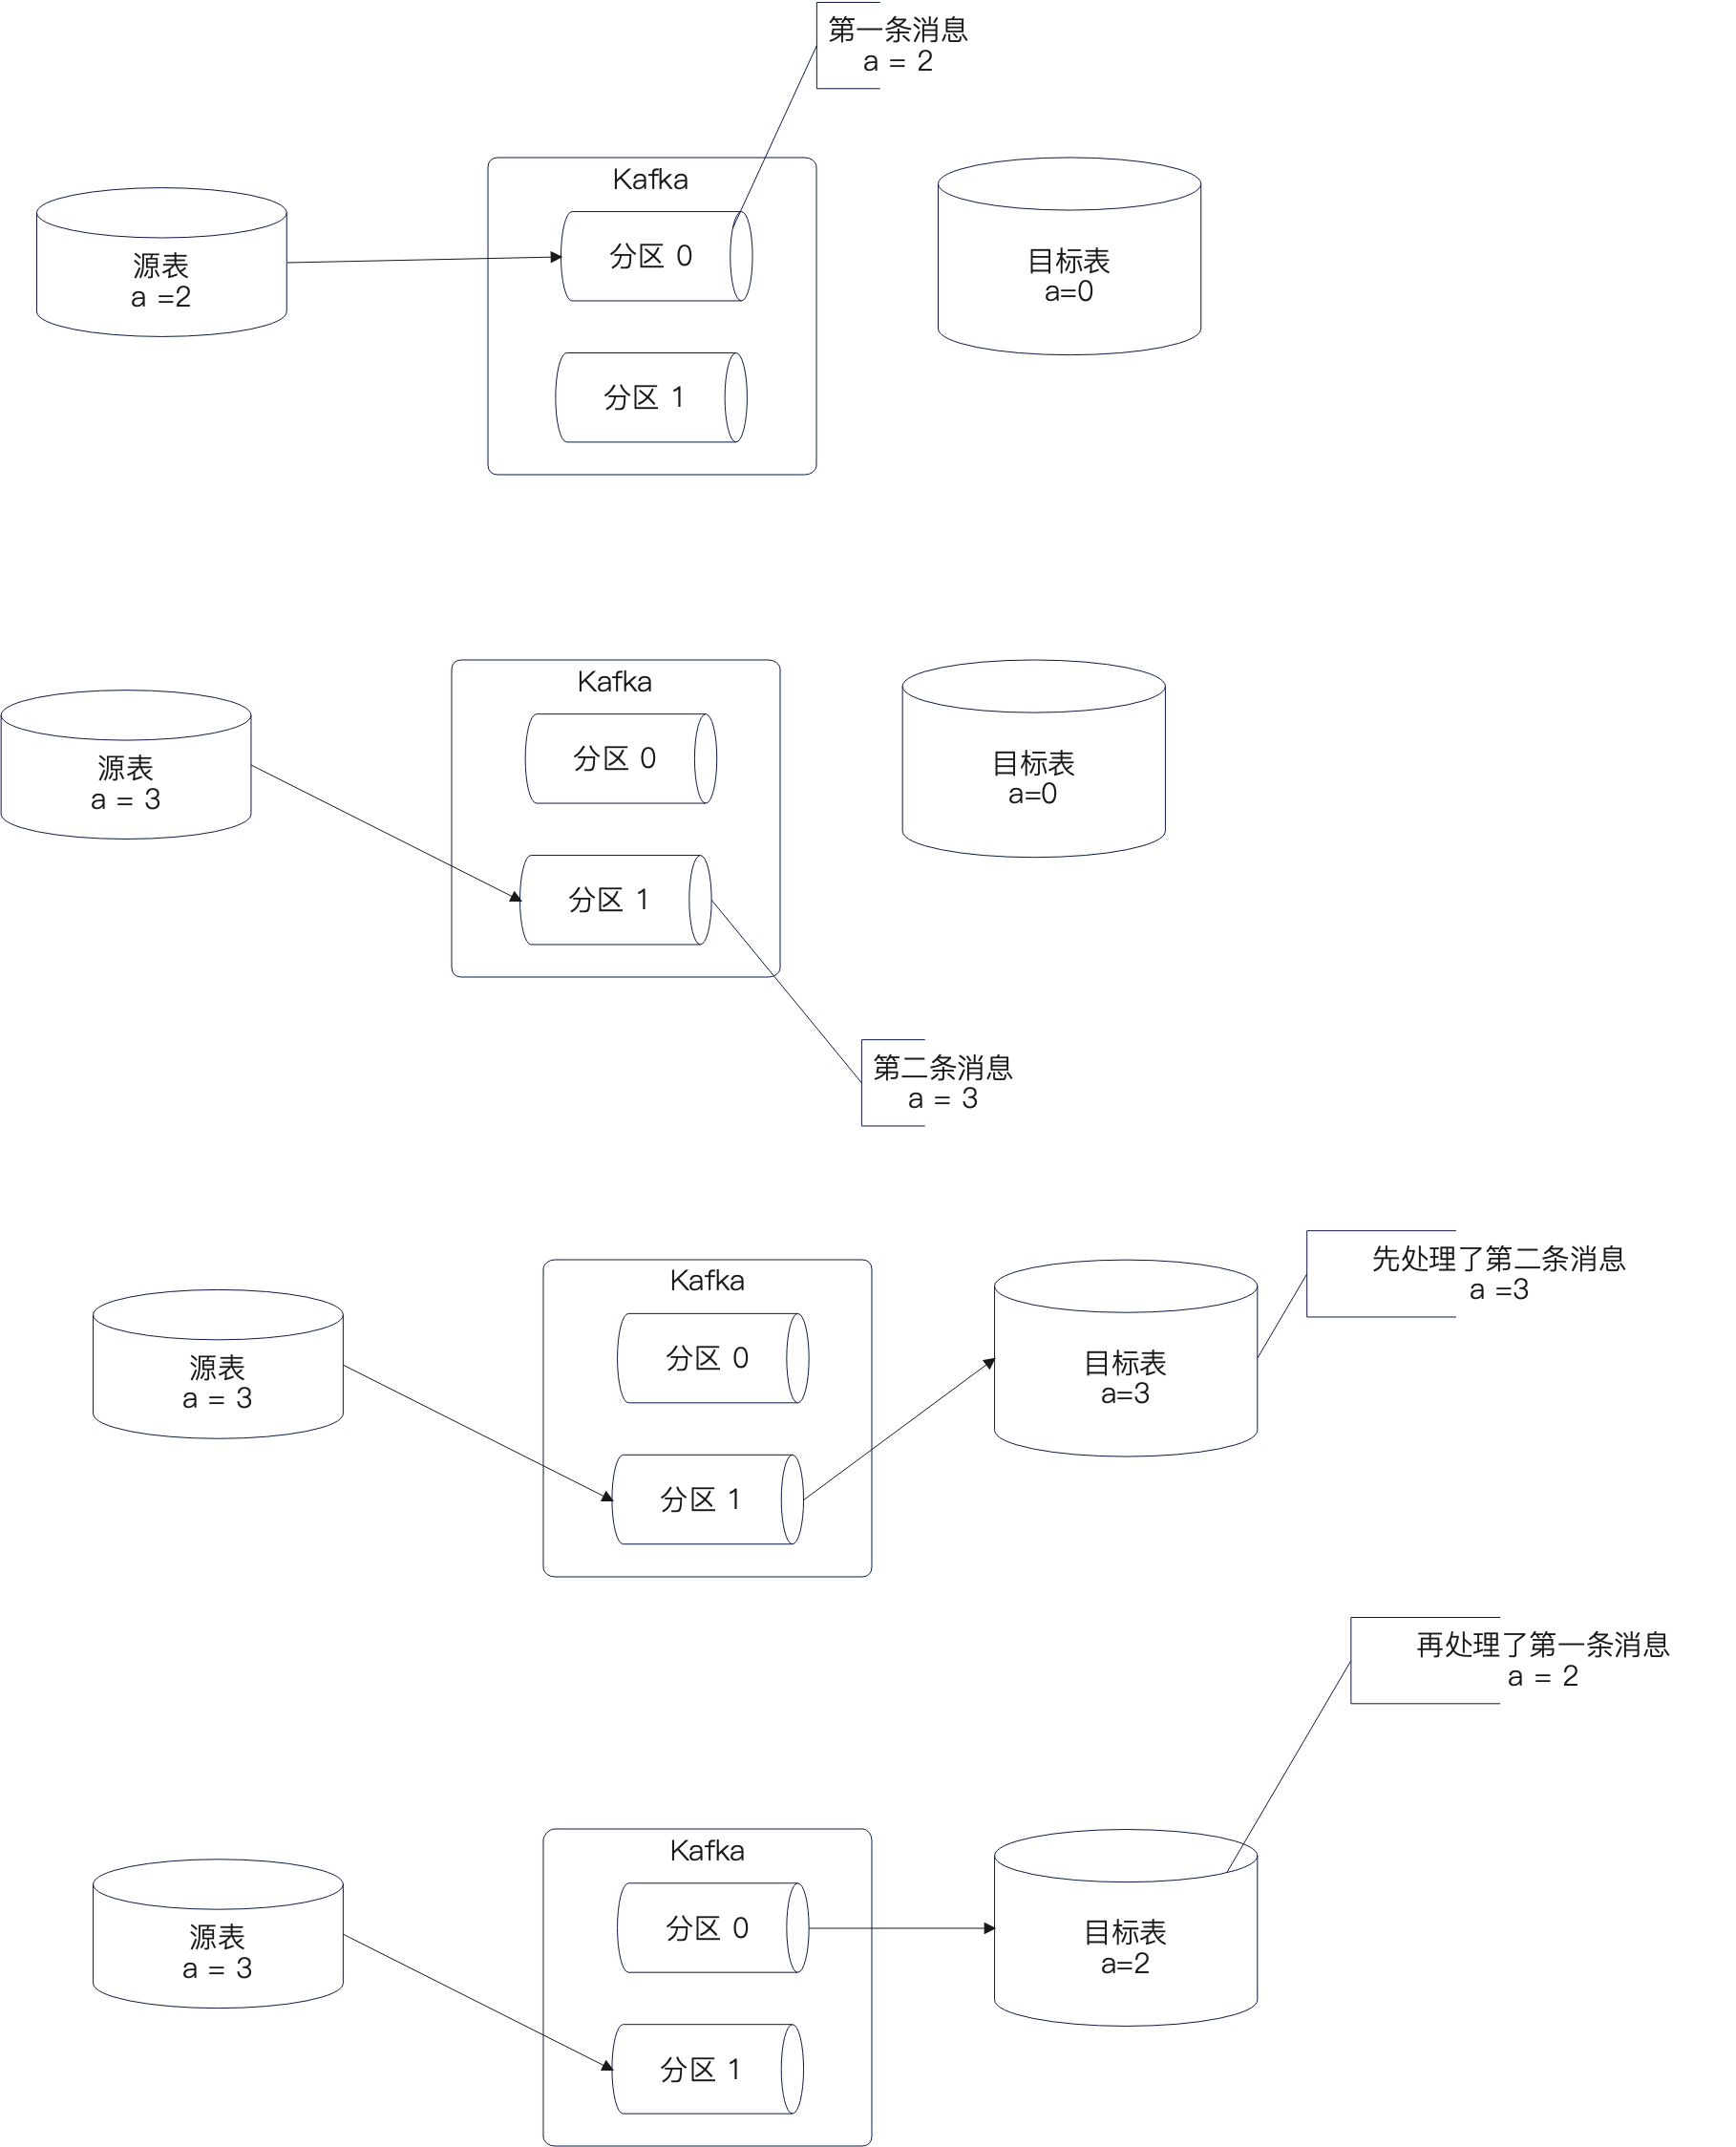 第一条消息
a = 2
Kafka
源表
a =2
分区 0
分区 1
目标表
a=0
Kafka
源表
a = 3
分区 0
分区 1
目标表
a=0
第二条消息
a = 3
Kafka
源表
a = 3
分区 0
分区 1
目标表
a=3
先处理了第二条消息
a =3
再处理了第一条消息
a = 2
Kafka
源表
a = 3
分区 0
分区 1
目标表
a=2